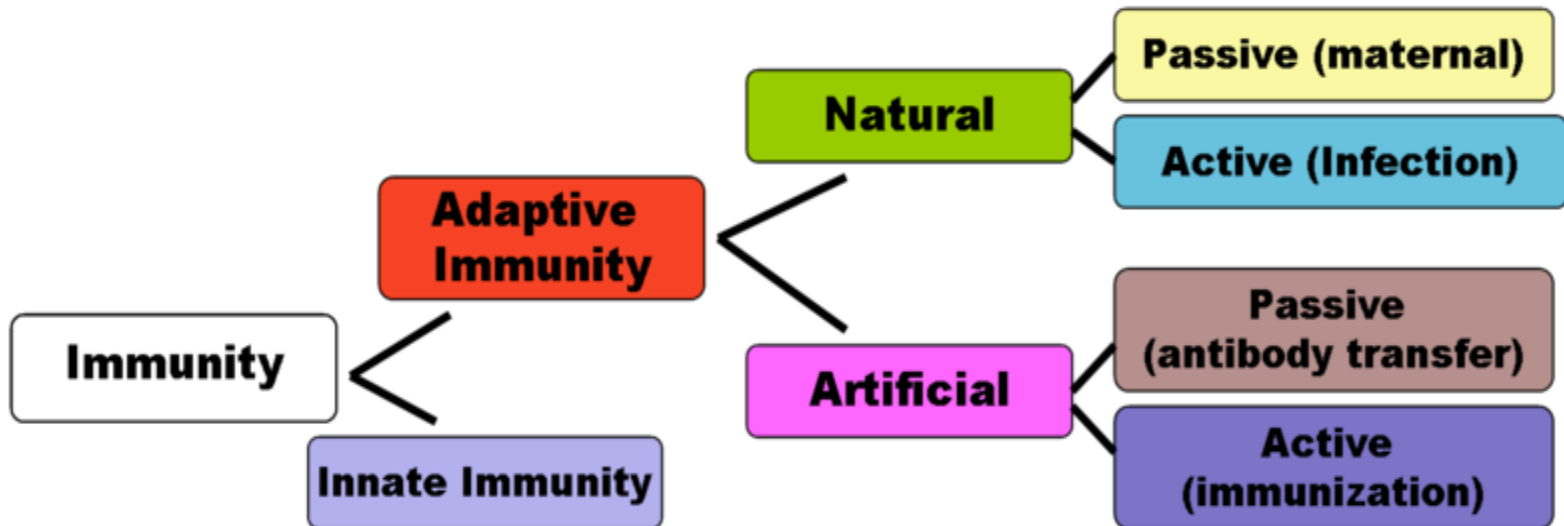 Passive (maternal)
Natural
Active (Infection)
Adaptive
Immunity
Passive
(antibody transfer)
Immunity
Artificial
Active
(immunization)
Innate Immunity